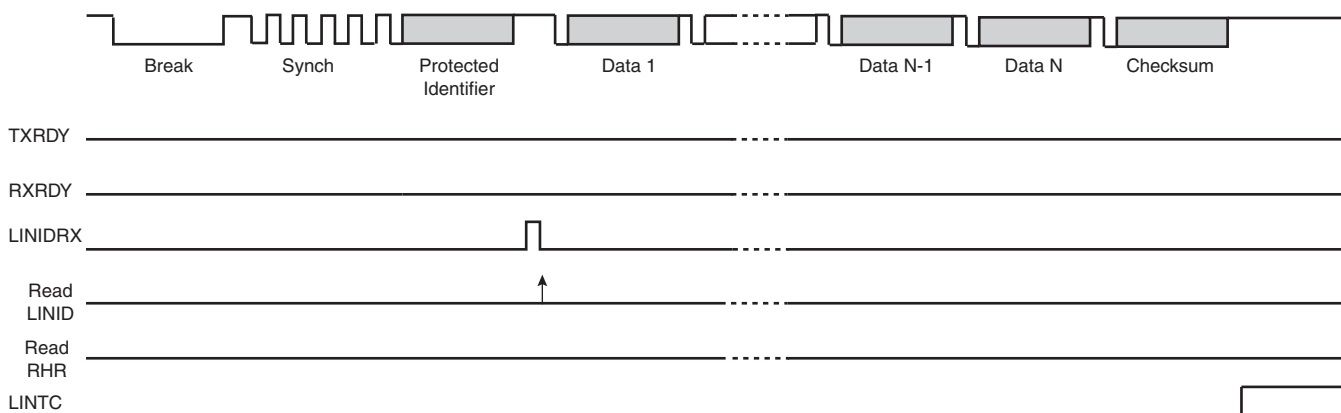 Break
Synch
Protected
Identifier
Data 1
Data N-1
Data N
Checksum
TXRDY
RXRDY
LINIDRX
Read
LINID
Read
RHR
LINTC